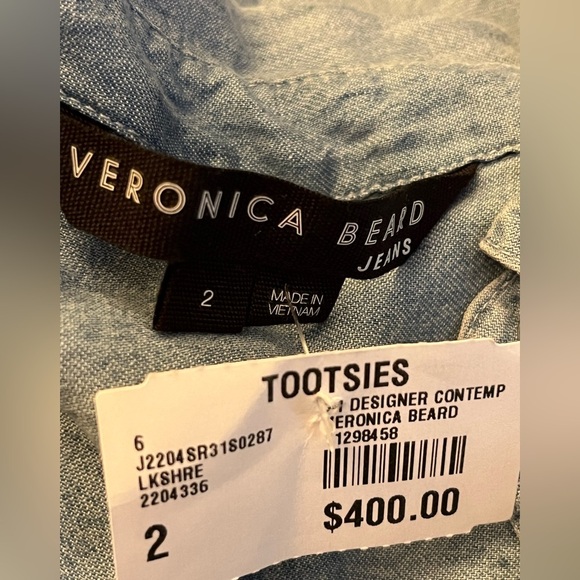 VERONICA BEARD
JEANS
2
MADE IN
VIETNAM
TOOTSIES
6
J2204SR31S0287
LKSHRE
2204336
2
DESIGNER CONTEMP
VERONICA BEARD
1298458
$400.00